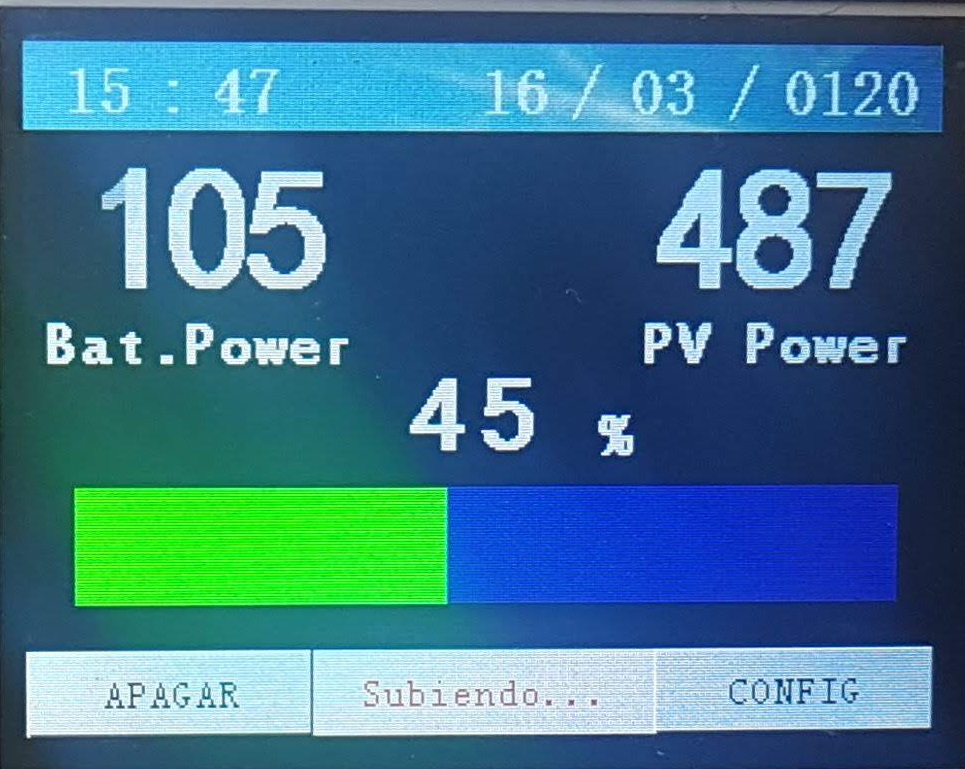 15 : 47 16 / 03 / 0120
105 487
Bat.Power PV Power
45 %
APAGAR Subiendo... CONFIG